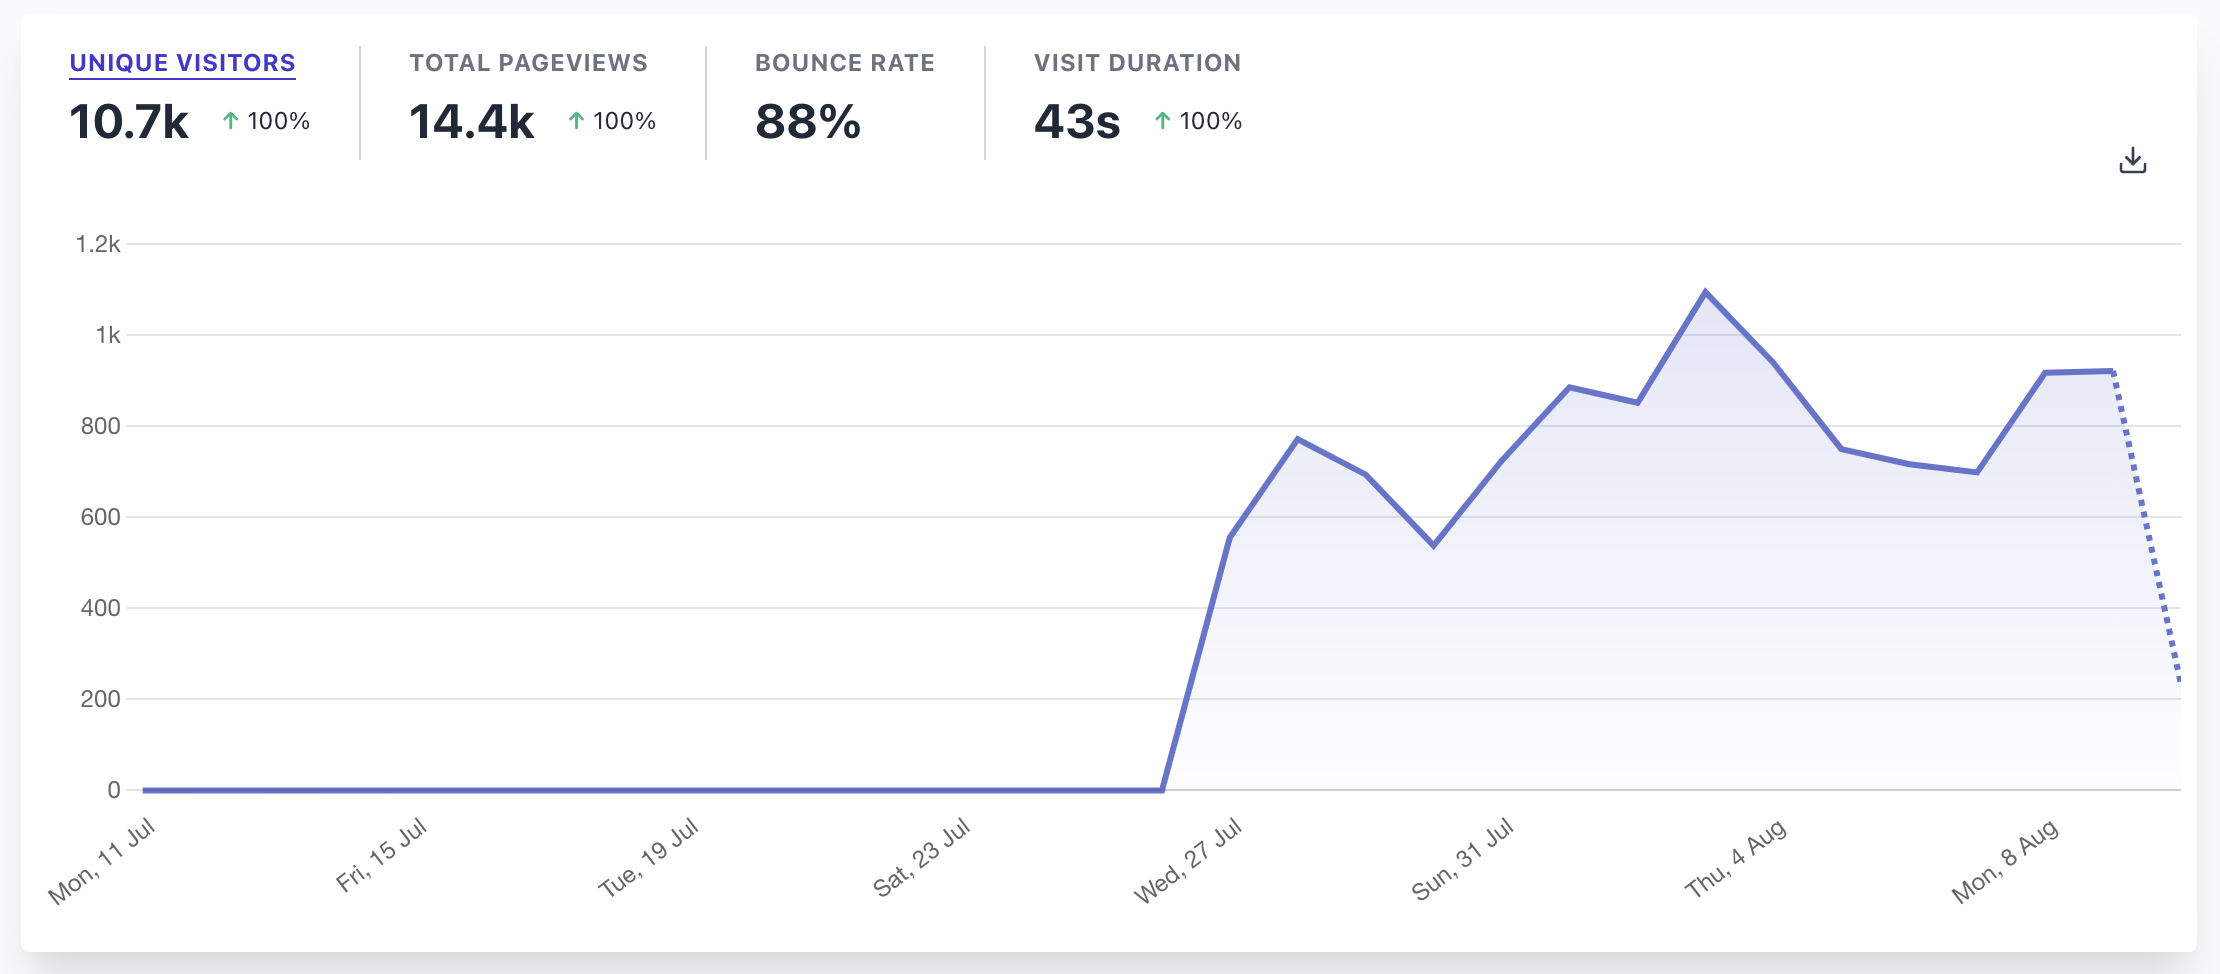 UNIQUE VISITORS
10.7k ↑ 100%
TOTAL PAGEVIEWS
14.4k ↑ 100%
BOUNCE RATE
88%
VISIT DURATION
43s ↑ 100%
1.2k
1k
800
600
400
200
0
Mon, 11 Jul
Fri, 15 Jul
Tue, 19 Jul
Sat, 23 Jul
Wed, 27 Jul
Sun, 31 Jul
Thu, 4 Aug
Mon, 8 Aug